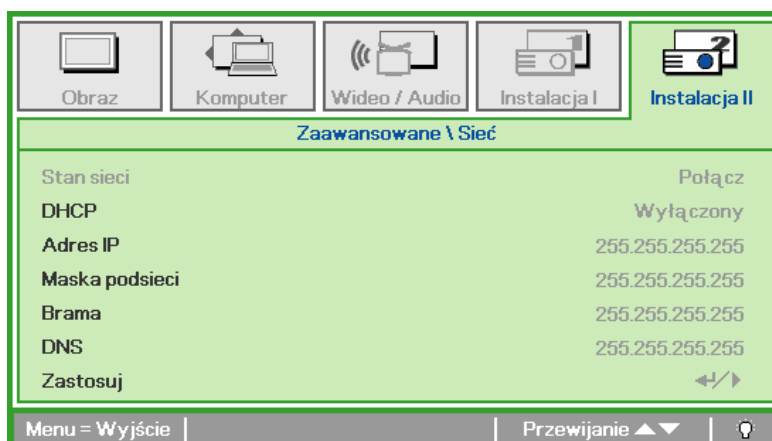 Obraz
Komputer
Wideo / Audio
Instalacja I
Instalacja II
Zaawansowane \ Sieć
Stan sieci Połącz
DHCP Wyłączony
Adres IP 255.255.255.255
Maska podsieci 255.255.255.255
Brama 255.255.255.255
DNS 255.255.255.255
Zastosuj
Menu = Wyjście Przewijanie